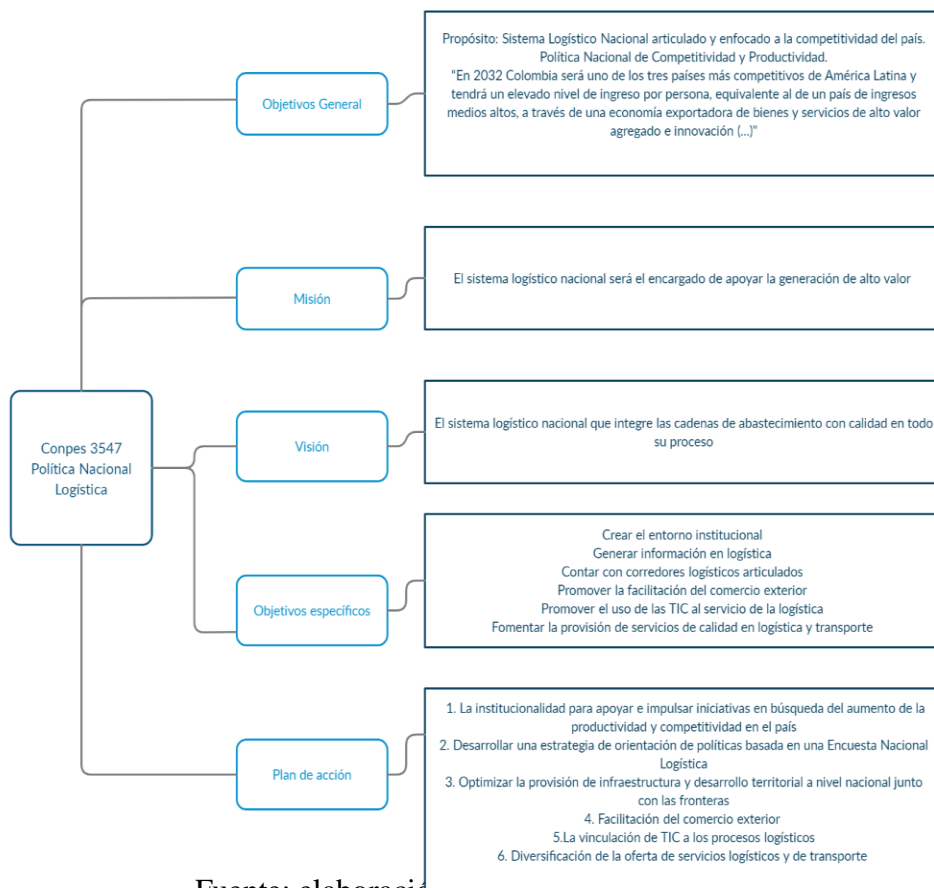 Objetivos General
Propósito: Sistema Logístico Nacional articulado y enfocado a la competitividad del país.
Política Nacional de Competitividad y Productividad.
"En 2032 Colombia será uno de los tres países más competitivos de América Latina y
tendrá un elevado nivel de ingreso por persona, equivalente al de un país de ingresos
medios altos, a través de una economía exportadora de bienes y servicios de alto valor
agregado e innovación (...)"
Misión
El sistema logístico nacional será el encargado de apoyar la generación de alto valor
Conpes 3547
Política Nacional
Logística
Visión
El sistema logístico nacional que integre las cadenas de abastecimiento con calidad en todo
su proceso
Objetivos específicos
Crear el entorno institucional
Generar información en logística
Contar con corredores logísticos articulados
Promover la facilitación del comercio exterior
Promover el uso de las TIC al servicio de la logística
Fomentar la provisión de servicios de calidad en logística y transporte
Plan de acción
1. La institucionalidad para apoyar e impulsar iniciativas en búsqueda del aumento de la
productividad y competitividad en el país
2. Desarrollar una estrategia de orientación de políticas basada en una Encuesta Nacional
Logística
3. Optimizar la provisión de infraestructura y desarrollo territorial a nivel nacional junto
con las fronteras
4. Facilitación del comercio exterior
5.La vinculación de TIC a los procesos logísticos
6. Diversificación de la oferta de servicios logísticos y de transporte
Fuente: